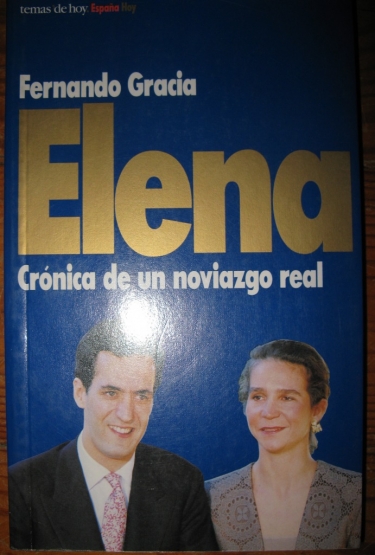 temas de hoy España Hoy
Fernando Gracia
Elena
Crónica de un noviazgo real